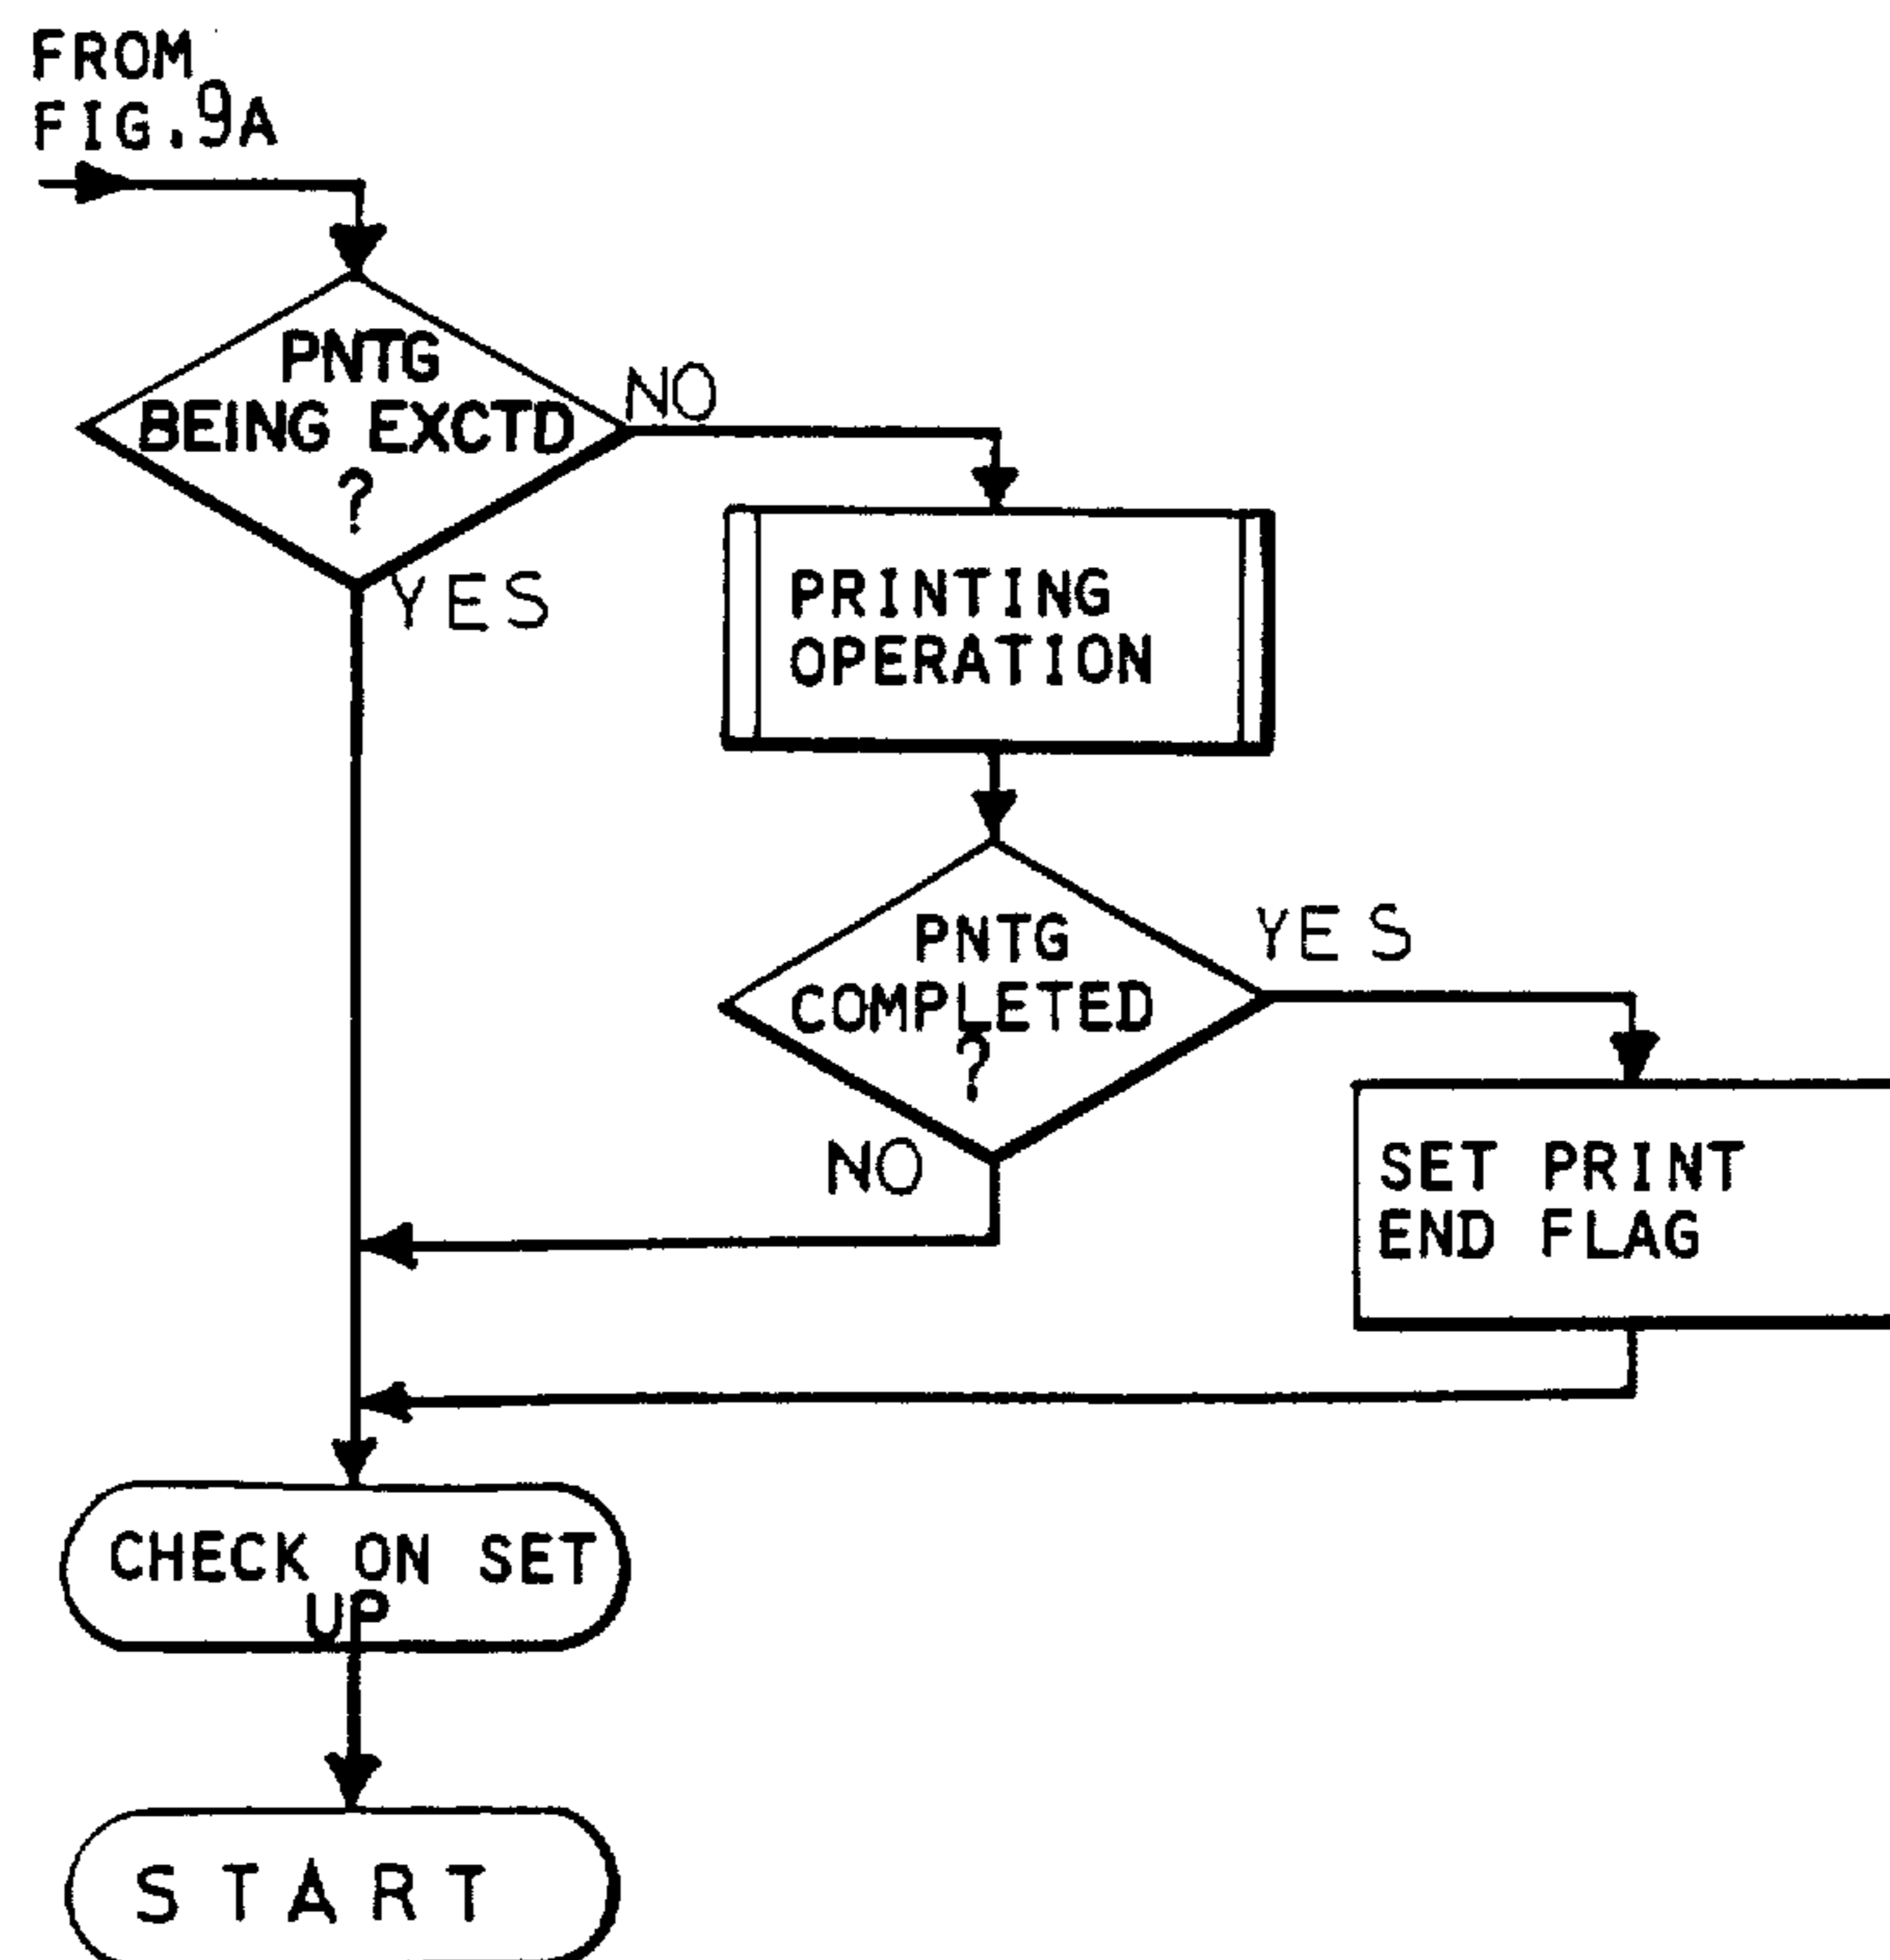 FROM
FIG.9A
PNTG
BEING EXCTD
?
NO
YES
PRINTING
OPERATION
PNTG
COMPLETED
?
YES
NO
SET PRINT
END FLAG
CHECK ON SET
UP
START